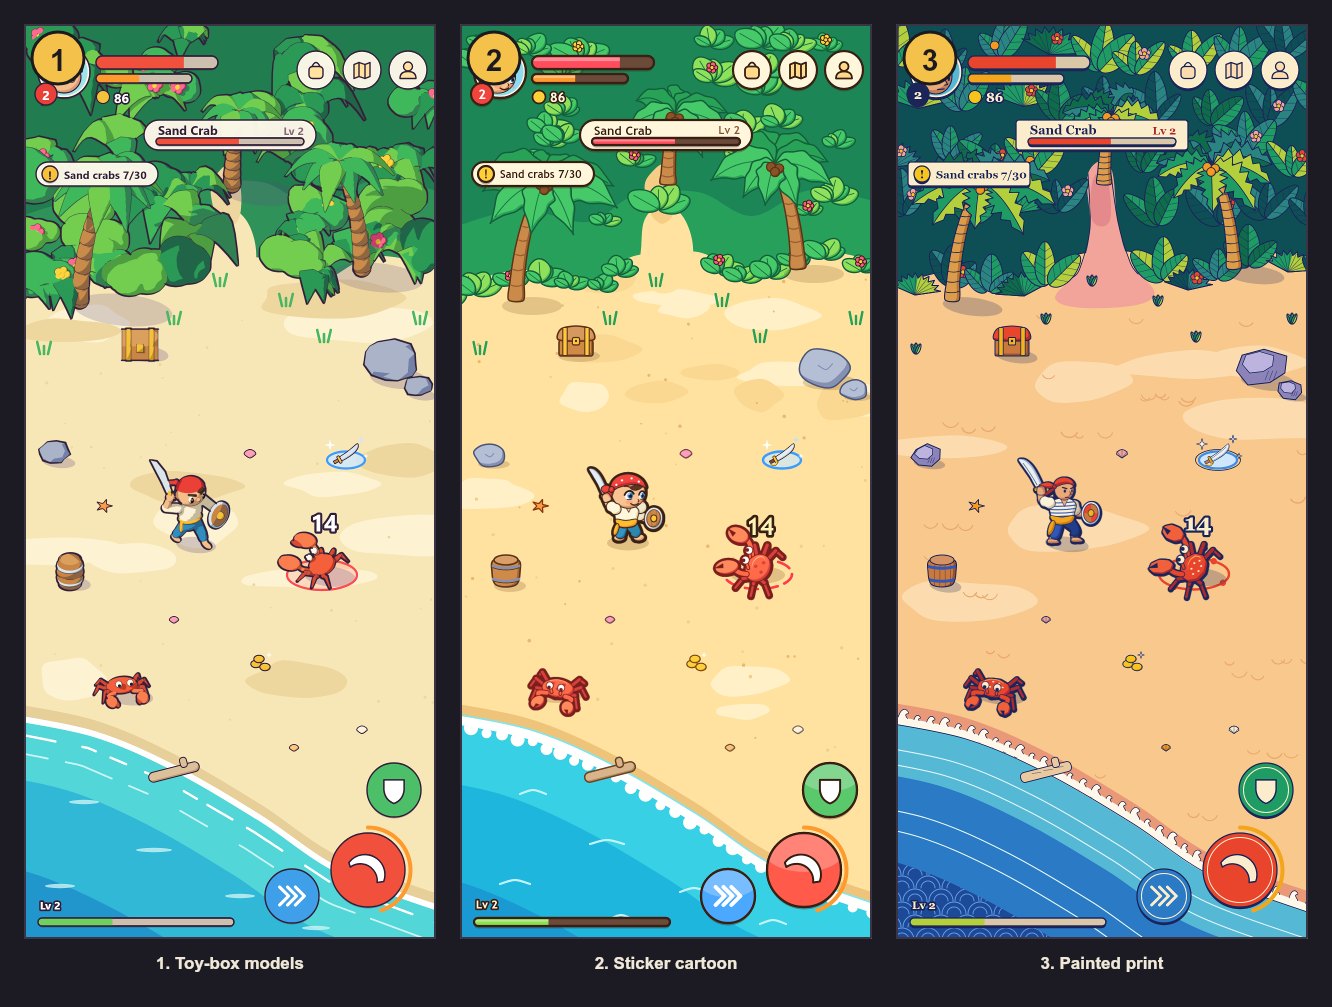 1
2
86
Sand Crab Lv 2
Sand crabs 7/30
14
Lv 2
1. Toy-box models
2
2
86
Sand Crab Lv 2
Sand crabs 7/30
14
Lv 2
2. Sticker cartoon
3
2
86
Sand Crab Lv 2
Sand crabs 7/30
14
Lv 2
3. Painted print